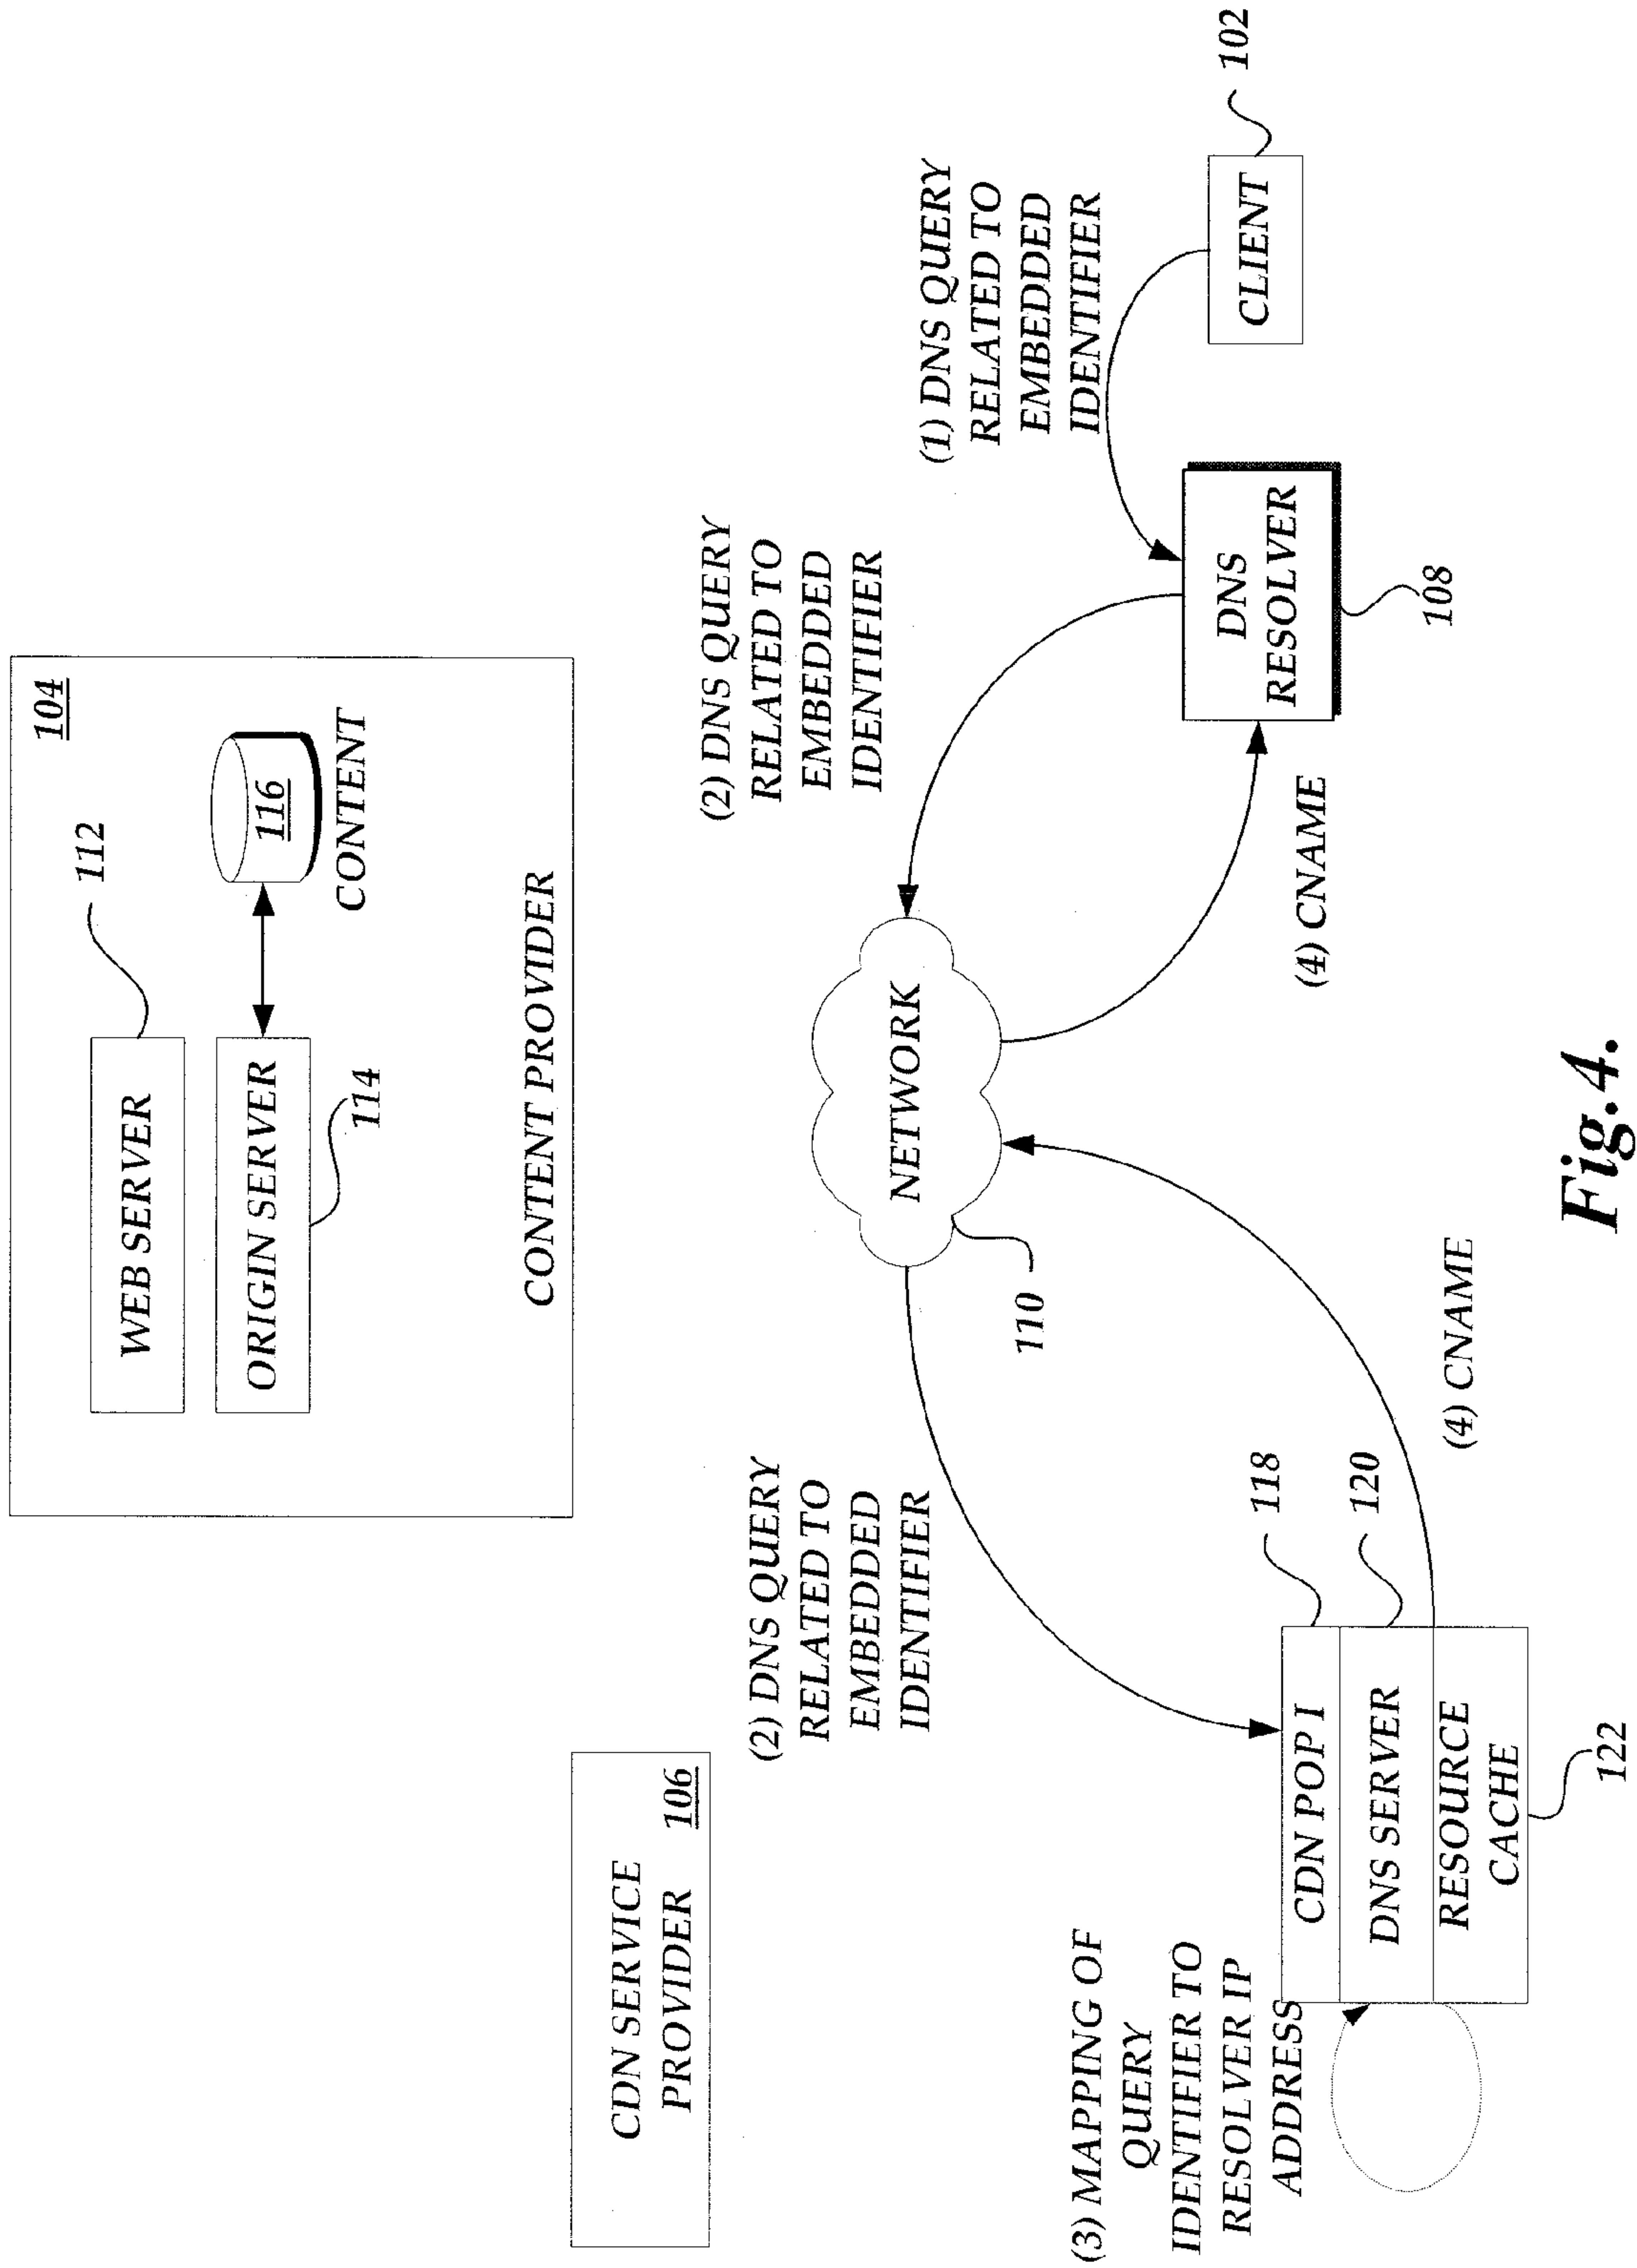 104
112
WEB SERVER
ORIGIN SERVER
116
CONTENT
114
CONTENT PROVIDER
CDN SERVICE
PROVIDER 106
(2) DNS QUERY
RELATED TO
EMBEDDED
IDENTIFIER
(2) DNS QUERY
RELATED TO
EMBEDDED
IDENTIFIER
(1) DNS QUERY
RELATED TO
EMBEDDED
IDENTIFIER
NETWORK
110
102
CLIENT
DNS
RESOLVER
108
(4) CNAME
(3) MAPPING OF
QUERY
IDENTIFIER TO
RESOLVER IP
ADDRESS
118
120
CDN POP I
DNS SERVER
RESOURCE
CACHE
122
(4) CNAME
Fig.4.